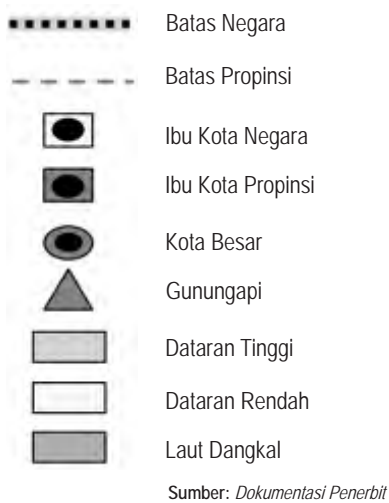 Batas Negara
Batas Propinsi
Ibu Kota Negara
Ibu Kota Propinsi
Kota Besar
Gunungapi
Dataran Tinggi
Dataran Rendah
Laut Dangkal
Sumber: Dokumentasi Penerbit